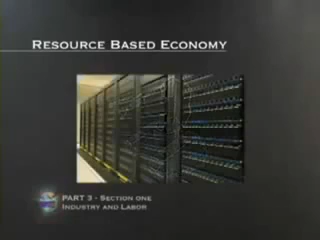 Resource Based Economy
PART 3 - Section one
Industry and Labor